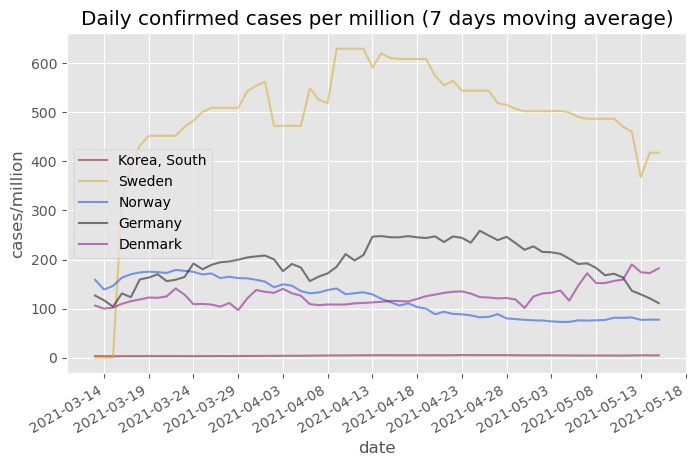 Daily confirmed cases per million (7 days moving average)
cases/million
600
500
400
300
200
100
0
Korea, South
Sweden
Norway
Germany
Denmark
2021-03-14
2021-03-19
2021-03-24
2021-03-29
2021-04-03
2021-04-08
2021-04-13
2021-04-18
2021-04-23
2021-04-28
2021-05-03
2021-05-08
2021-05-13
2021-05-18
date